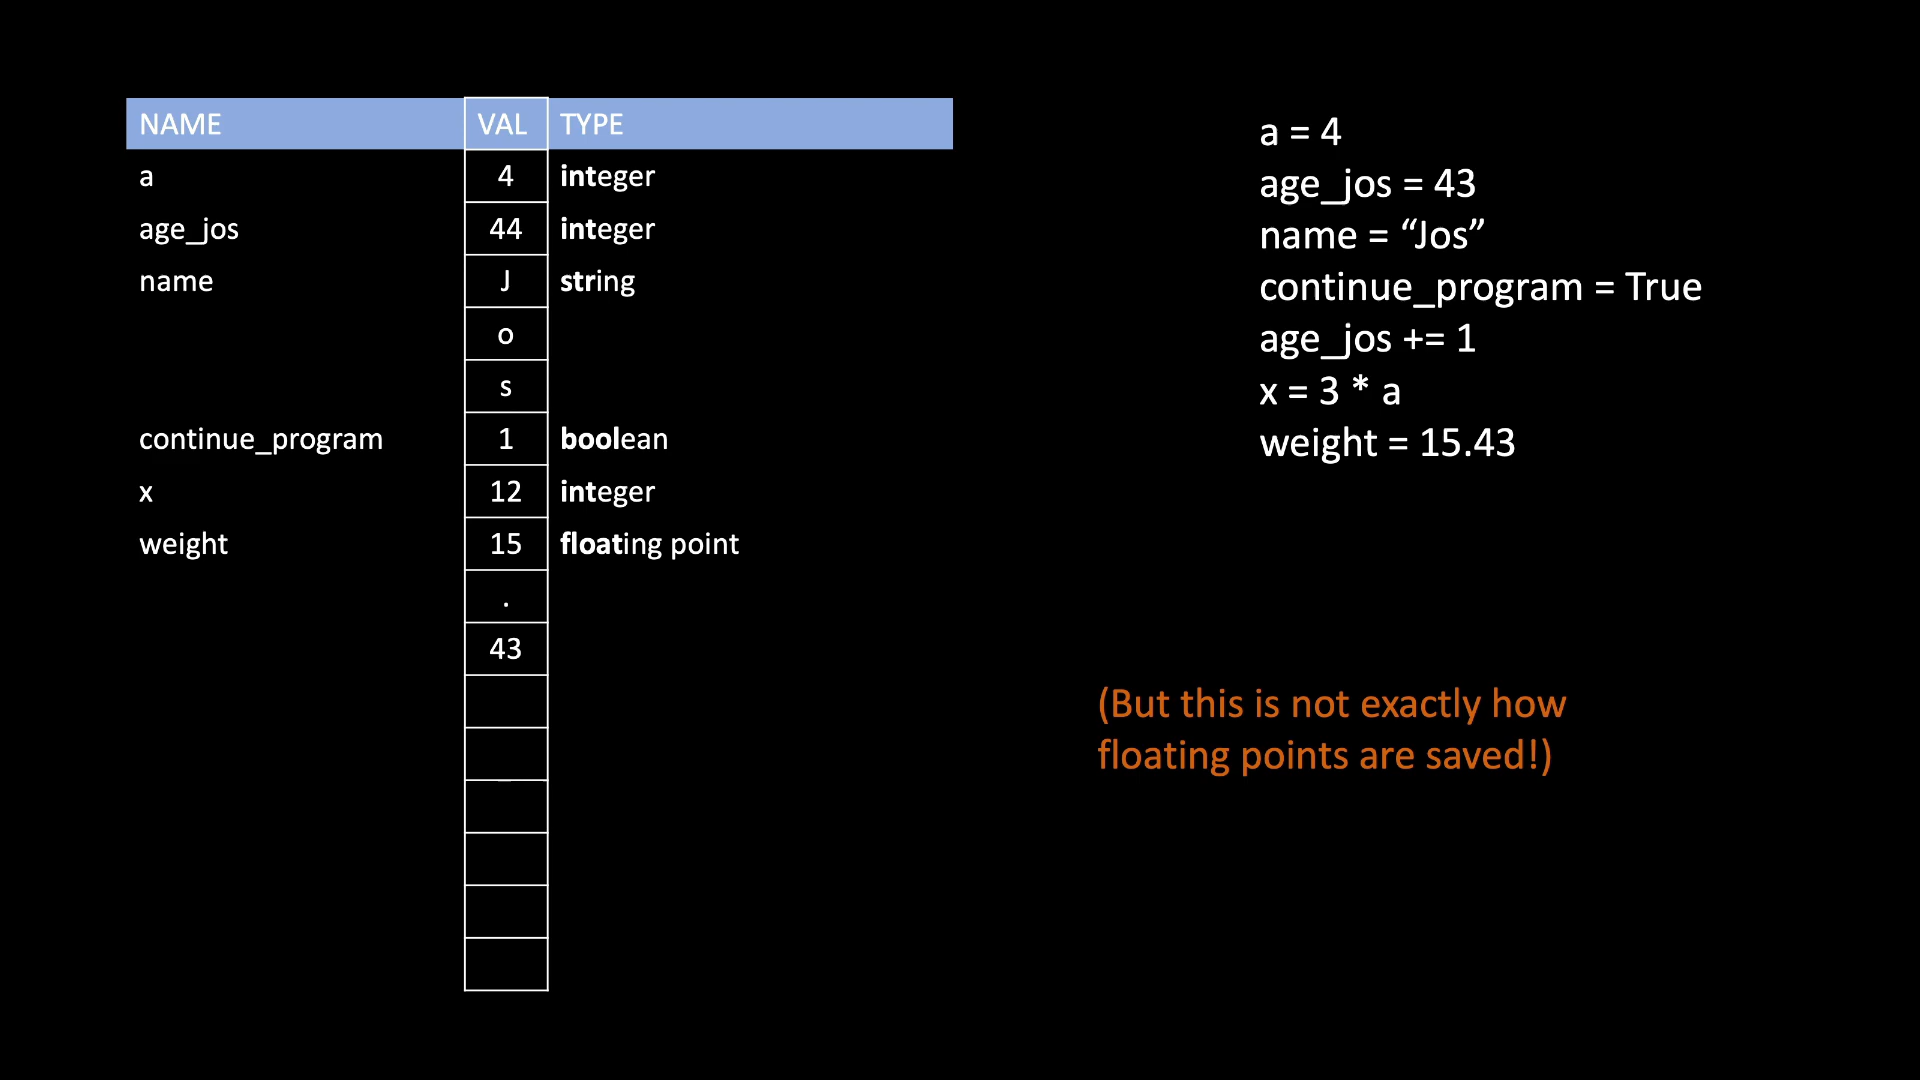 NAME VAL TYPE
a 4 integer
age_jos 44 integer
name J string
o
s
continue_program 1 boolean
x 12 integer
weight 15 floating point
.
43
a = 4
age_jos = 43
name = “Jos”
continue_program = True
age_jos += 1
x = 3 * a
weight = 15.43
(But this is not exactly how
floating points are saved!)